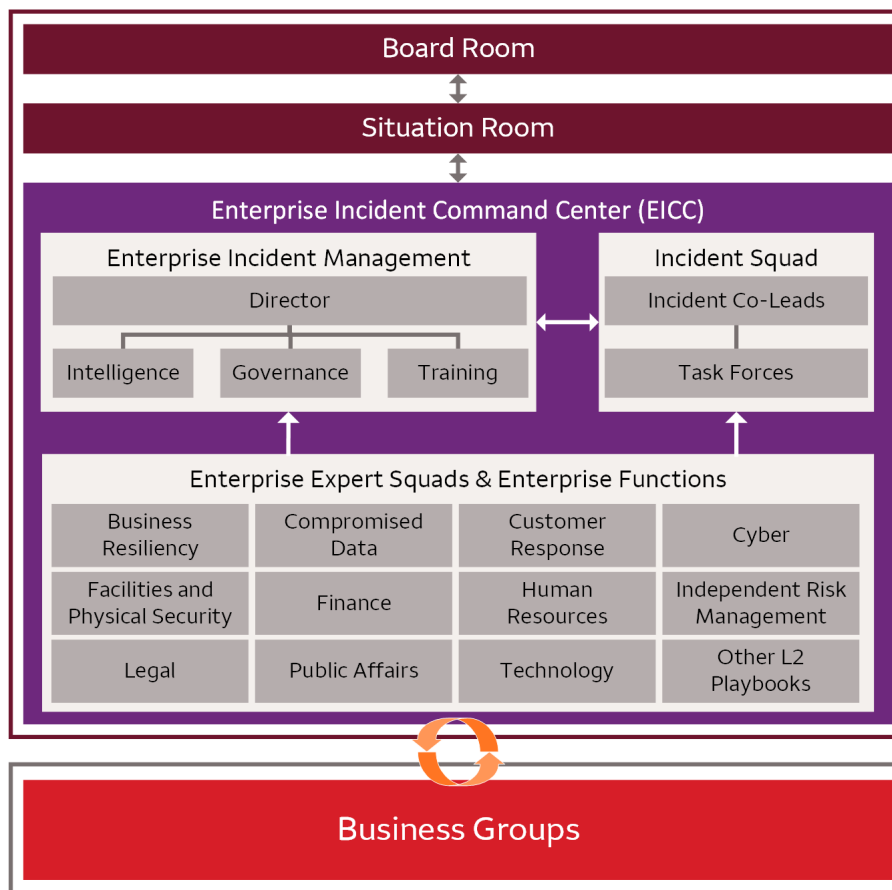 Board Room
Situation Room
Enterprise Incident Command Center (EICC)
Enterprise Incident Management
Director
Intelligence
Governance
Training
Incident Squad
Incident Co-Leads
Task Forces
Enterprise Expert Squads & Enterprise Functions
Business
Resiliency
Compromised
Data
Customer
Response
Cyber
Facilities and
Physical Security
Finance
Human
Resources
Independent Risk
Management
Legal
Public Affairs
Technology
Other L2
Playbooks
Business Groups